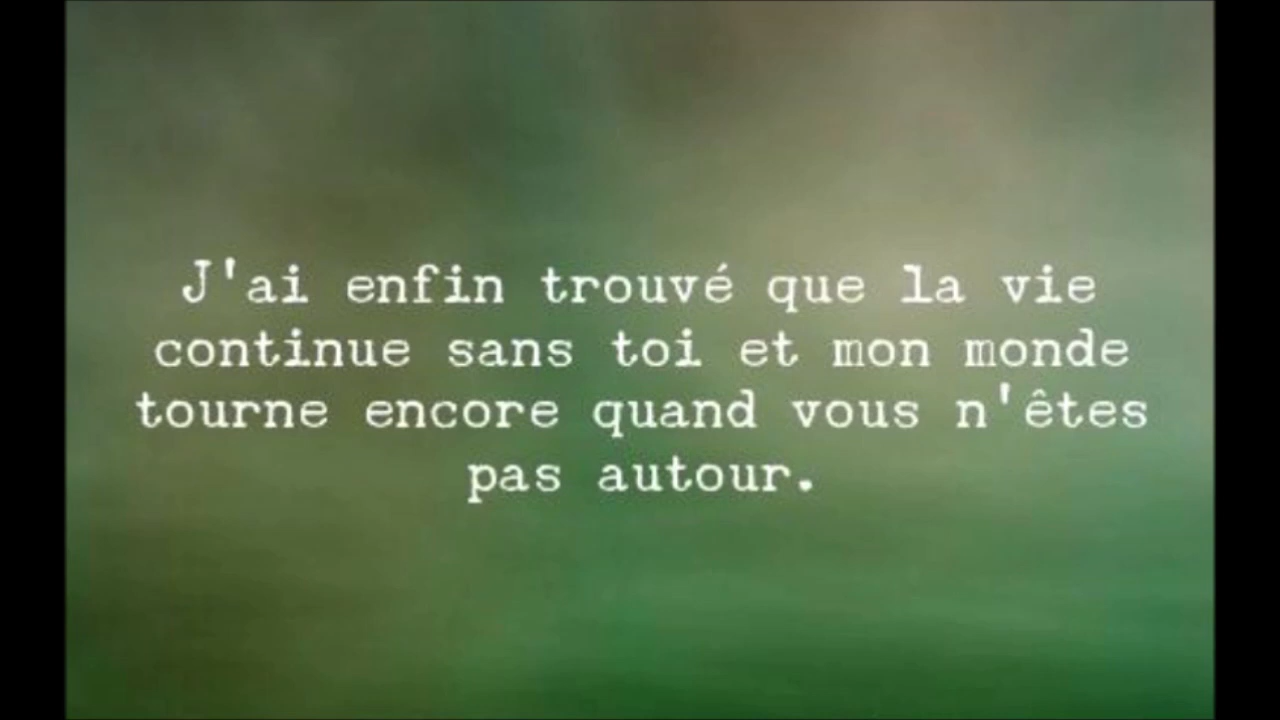 J'ai enfin trouvé que la vie
continue sans toi et mon monde
tourne encore quand vous n'êtes
pas autour.